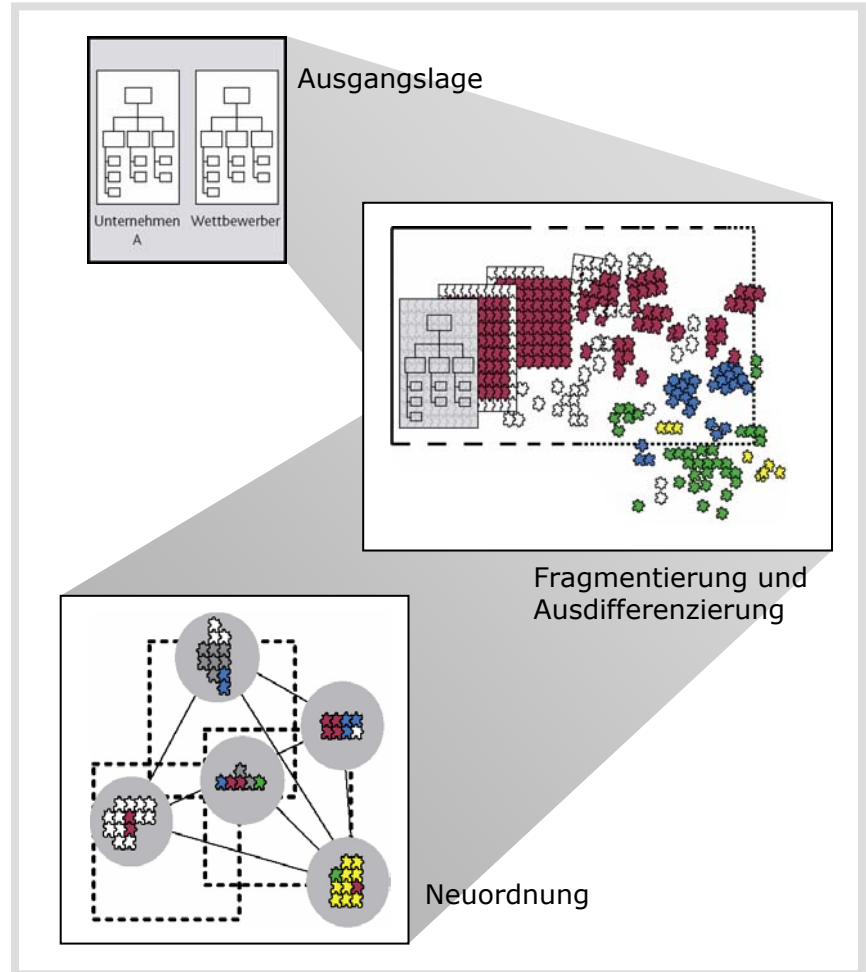 Ausgangslage
Unternehmen
A
Wettbewerber
Fragmentierung und
Ausdifferenzierung
Neuordnung